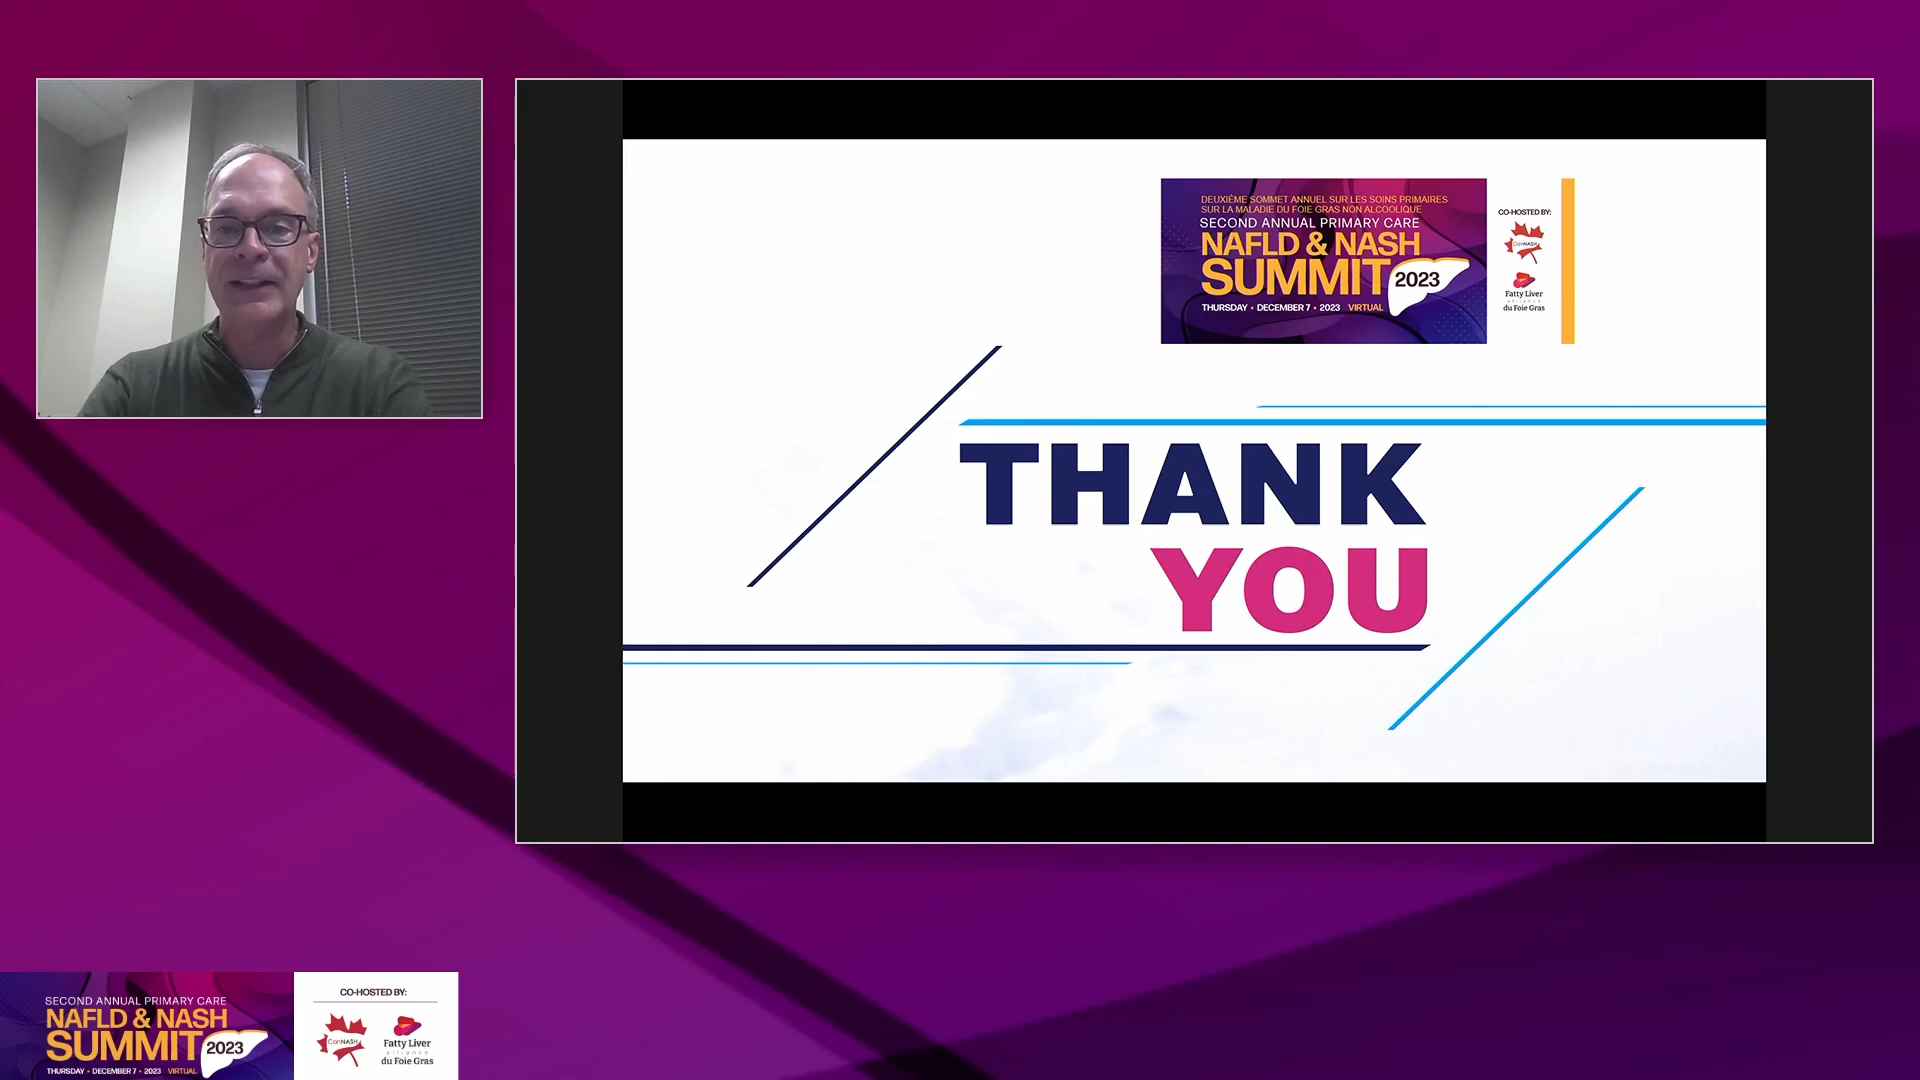 DEUXIÈME SOMMET ANNUEL SUR LES SOINS PRIMAIRES
SUR LA MALADIE DU FOIE GRAS NON ALCOOLIQUE
SECOND ANNUAL PRIMARY CARE
NAFLD & NASH
SUMMIT 2023
THURSDAY • DECEMBER 7 • 2023 VIRTUAL
CO-HOSTED BY:
CanNASH
Fatty Liver
alliance
du Foie Gras
THANK
YOU
SECOND ANNUAL PRIMARY CARE
NAFLD & NASH
SUMMIT 2023
THURSDAY • DECEMBER 7 • 2023 VIRTUAL
CO-HOSTED BY:
CanNASH
Fatty Liver
alliance
du Foie Gras